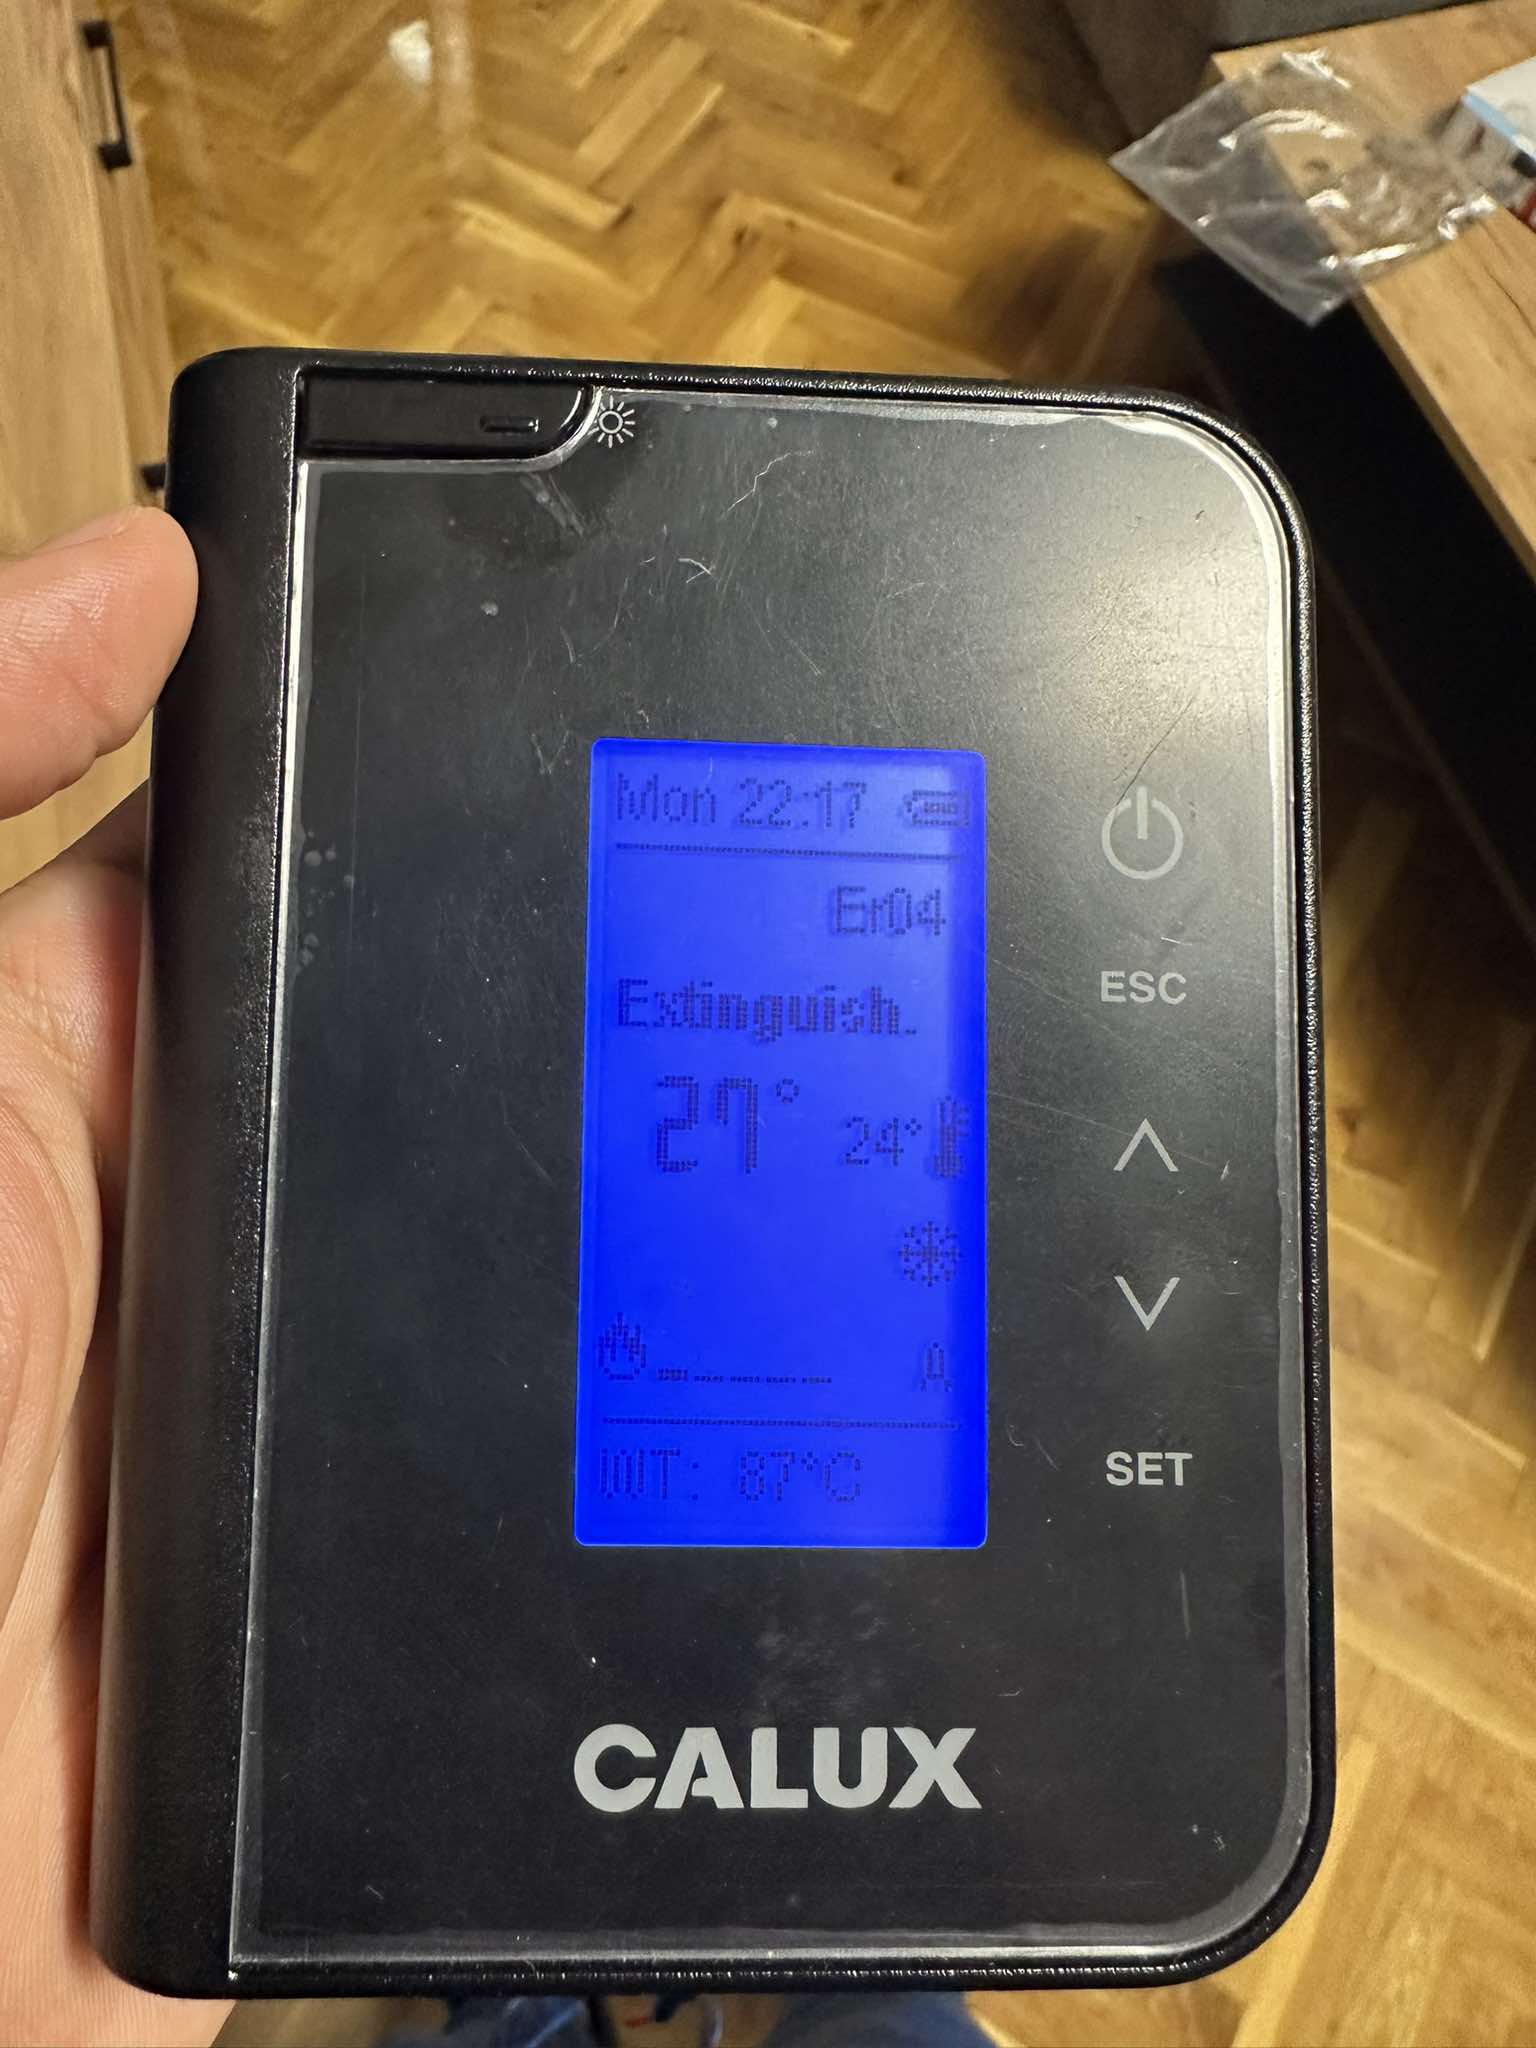 Mon 22:17
Er04
Extinguish.
27° 24°
A
WT: 87°C
ESC
SET
CALUX